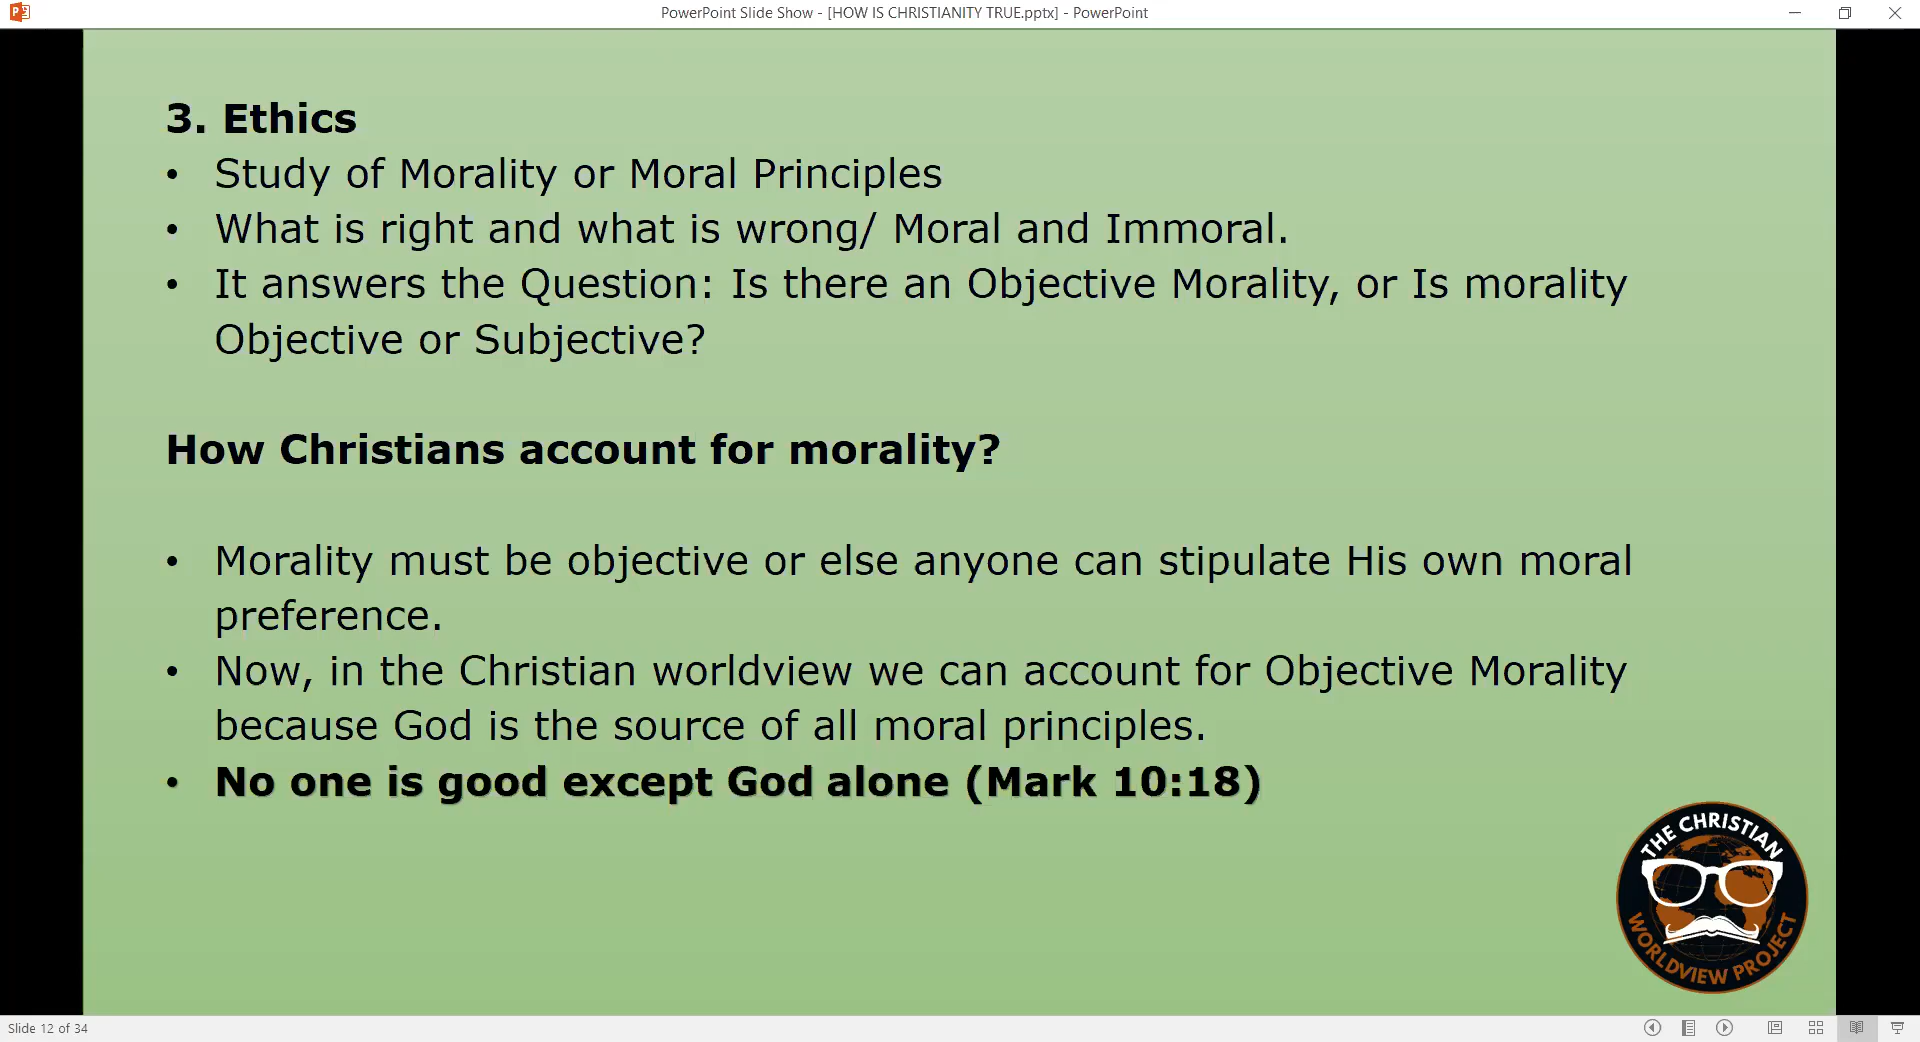 PowerPoint Slide Show - [HOW IS CHRISTIANITY TRUE.pptx] - PowerPoint
3. Ethics
• Study of Morality or Moral Principles
• What is right and what is wrong/ Moral and Immoral.
• It answers the Question: Is there an Objective Morality, or Is morality
Objective or Subjective?
How Christians account for morality?
• Morality must be objective or else anyone can stipulate His own moral
preference.
• Now, in the Christian worldview we can account for Objective Morality
because God is the source of all moral principles.
• No one is good except God alone (Mark 10:18)
THE CHRISTIAN
WORLDVIEW PROJECT
Slide 12 of 34